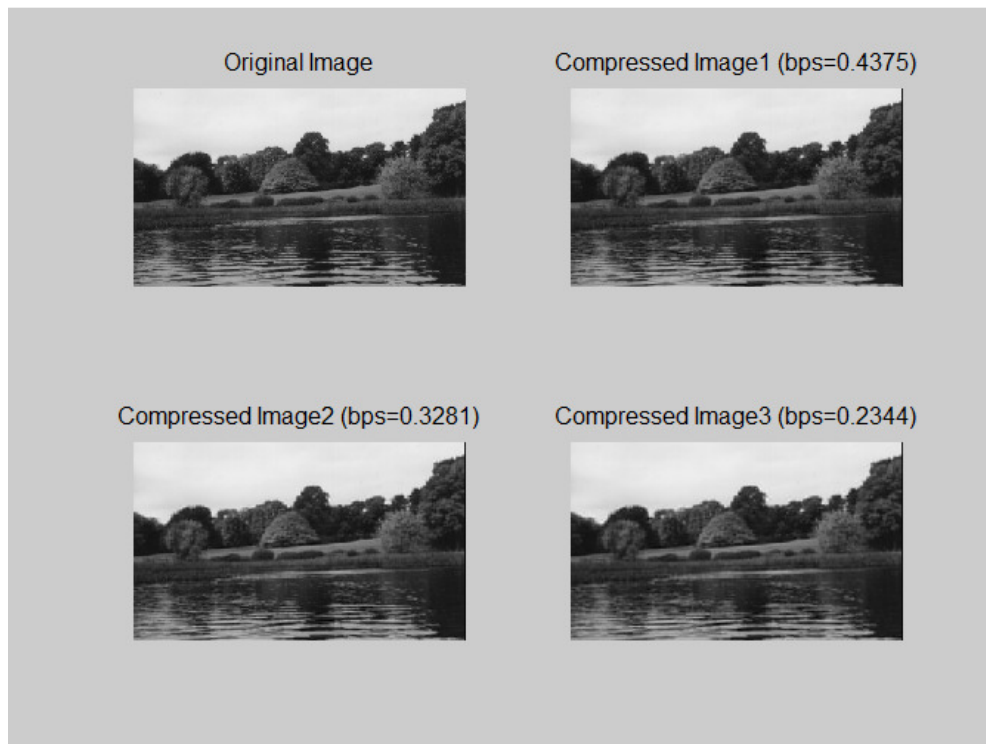 Original Image
Compressed Image1 (bps=0.4375)
Compressed Image2 (bps=0.3281)
Compressed Image3 (bps=0.2344)